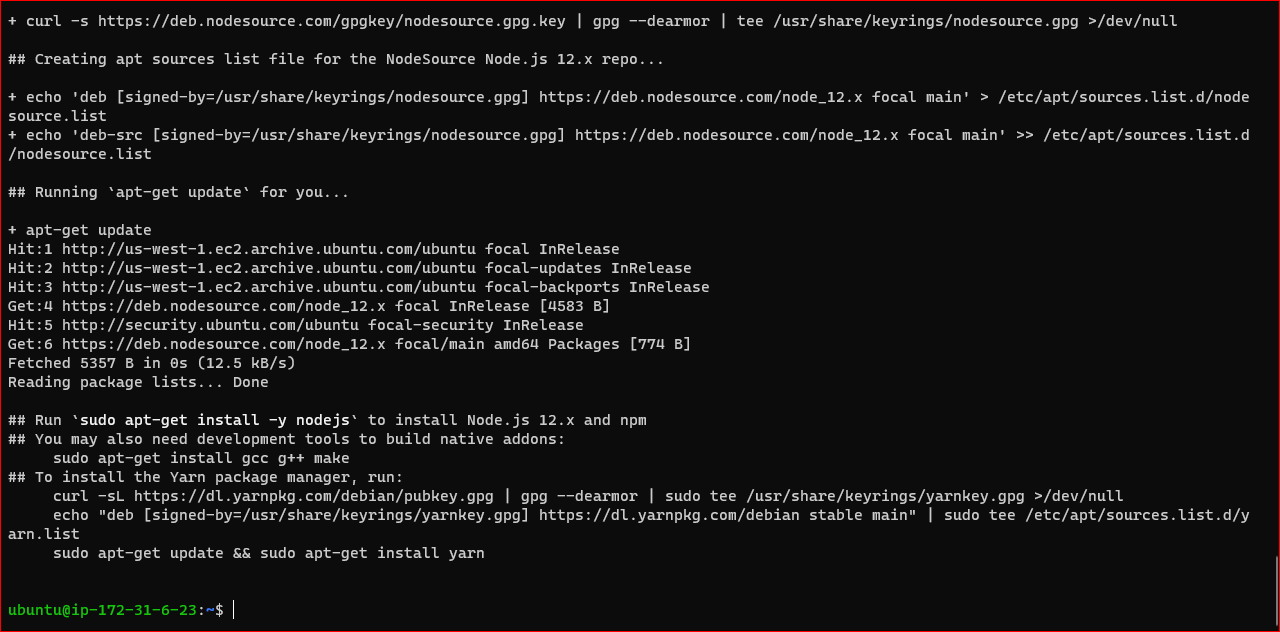 + curl -s https://deb.nodesource.com/gpgkey/nodesource.gpg.key | gpg --dearmor | tee /usr/share/keyrings/nodesource.gpg >/dev/null
## Creating apt sources list file for the NodeSource Node.js 12.x repo...
+ echo 'deb [signed-by=/usr/share/keyrings/nodesource.gpg] https://deb.nodesource.com/node_12.x focal main' > /etc/apt/sources.list.d/node
source.list
+ echo 'deb-src [signed-by=/usr/share/keyrings/nodesource.gpg] https://deb.nodesource.com/node_12.x focal main' >> /etc/apt/sources.list.d
/nodesource.list
## Running `apt-get update` for you...
+ apt-get update
Hit:1 http://us-west-1.ec2.archive.ubuntu.com/ubuntu focal InRelease
Hit:2 http://us-west-1.ec2.archive.ubuntu.com/ubuntu focal-updates InRelease
Hit:3 http://us-west-1.ec2.archive.ubuntu.com/ubuntu focal-backports InRelease
Get:4 https://deb.nodesource.com/node_12.x focal InRelease [4583 B]
Hit:5 http://security.ubuntu.com/ubuntu focal-security InRelease
Get:6 https://deb.nodesource.com/node_12.x focal/main amd64 Packages [774 B]
Fetched 5357 B in 0s (12.5 kB/s)
Reading package lists... Done
## Run `sudo apt-get install -y nodejs` to install Node.js 12.x and npm
## You may also need development tools to build native addons:
     sudo apt-get install gcc g++ make
## To install the Yarn package manager, run:
     curl -sL https://dl.yarnpkg.com/debian/pubkey.gpg | gpg --dearmor | sudo tee /usr/share/keyrings/yarnkey.gpg >/dev/null
     echo "deb [signed-by=/usr/share/keyrings/yarnkey.gpg] https://dl.yarnpkg.com/debian stable main" | sudo tee /etc/apt/sources.list.d/y
arn.list
     sudo apt-get update && sudo apt-get install yarn
ubuntu@ip-172-31-6-23:~$